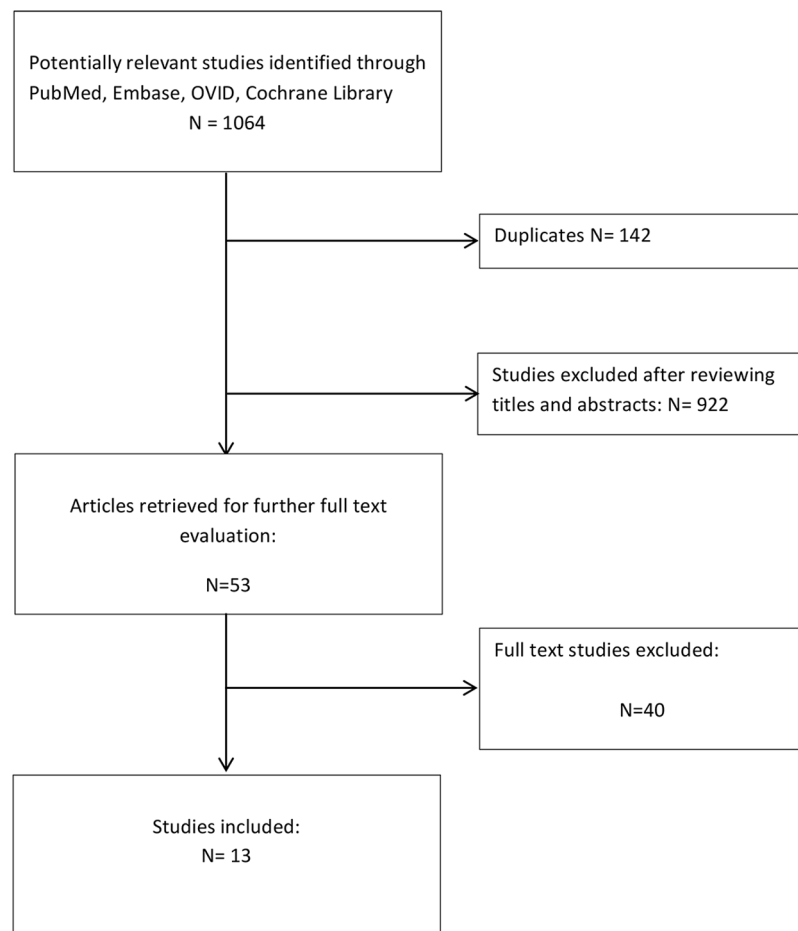 Potentially relevant studies identified through
PubMed, Embase, OVID, Cochrane Library
N = 1064
Duplicates N= 142
Studies excluded after reviewing
titles and abstracts: N= 922
Articles retrieved for further full text
evaluation:
N=53
Full text studies excluded:
N=40
Studies included:
N= 13